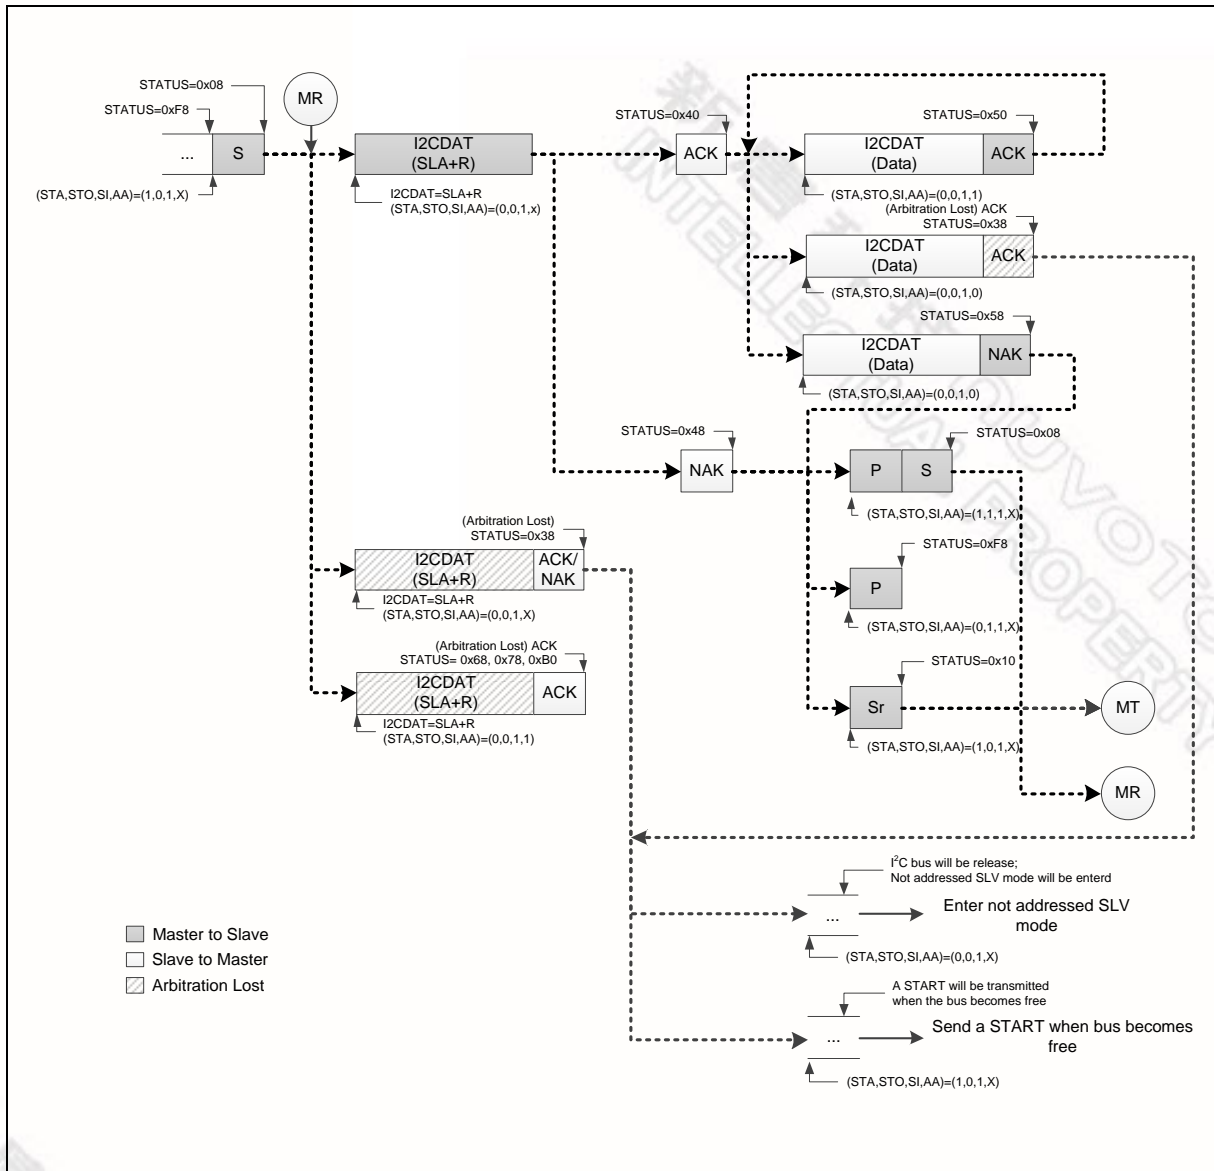 STATUS=0x08
STATUS=0xF8
MR
...
S
(STA,STO,SI,AA)=(1,0,1,X)
I2CDAT
(SLA+R)
I2CDAT=SLA+R
(STA,STO,SI,AA)=(0,0,1,x)
STATUS=0x40
ACK
STATUS=0x50
I2CDAT
(Data)
ACK
(STA,STO,SI,AA)=(0,0,1,1)
(Arbitration Lost) ACK
STATUS=0x38
I2CDAT
(Data)
ACK
(STA,STO,SI,AA)=(0,0,1,0)
STATUS=0x58
I2CDAT
(Data)
NAK
(STA,STO,SI,AA)=(0,0,1,0)
STATUS=0x48
NAK
STATUS=0x08
P
S
(STA,STO,SI,AA)=(1,1,1,X)
(Arbitration Lost)
STATUS=0x38
I2CDAT
(SLA+R)
ACK/
NAK
I2CDAT=SLA+R
(STA,STO,SI,AA)=(0,0,1,X)
STATUS=0xF8
P
(STA,STO,SI,AA)=(0,1,1,X)
(Arbitration Lost) ACK
STATUS= 0x68, 0x78, 0xB0
I2CDAT
(SLA+R)
ACK
I2CDAT=SLA+R
(STA,STO,SI,AA)=(0,0,1,1)
STATUS=0x10
Sr
(STA,STO,SI,AA)=(1,0,1,X)
MT
MR
I2C bus will be release;
Not addressed SLV mode will be enterd
...
Enter not addressed SLV
mode
(STA,STO,SI,AA)=(0,0,1,X)
A START will be transmitted
when the bus becomes free
...
Send a START when bus becomes
free
(STA,STO,SI,AA)=(1,0,1,X)
Master to Slave
Slave to Master
Arbitration Lost
NUVOTO
INTELLECTUAL PROPERTY